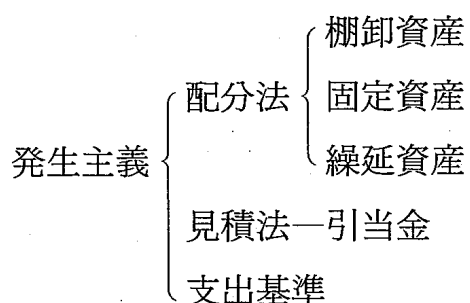 棚卸資産
配分法
固定資産
発生主義
繰延資産
見積法—引当金
支出基準